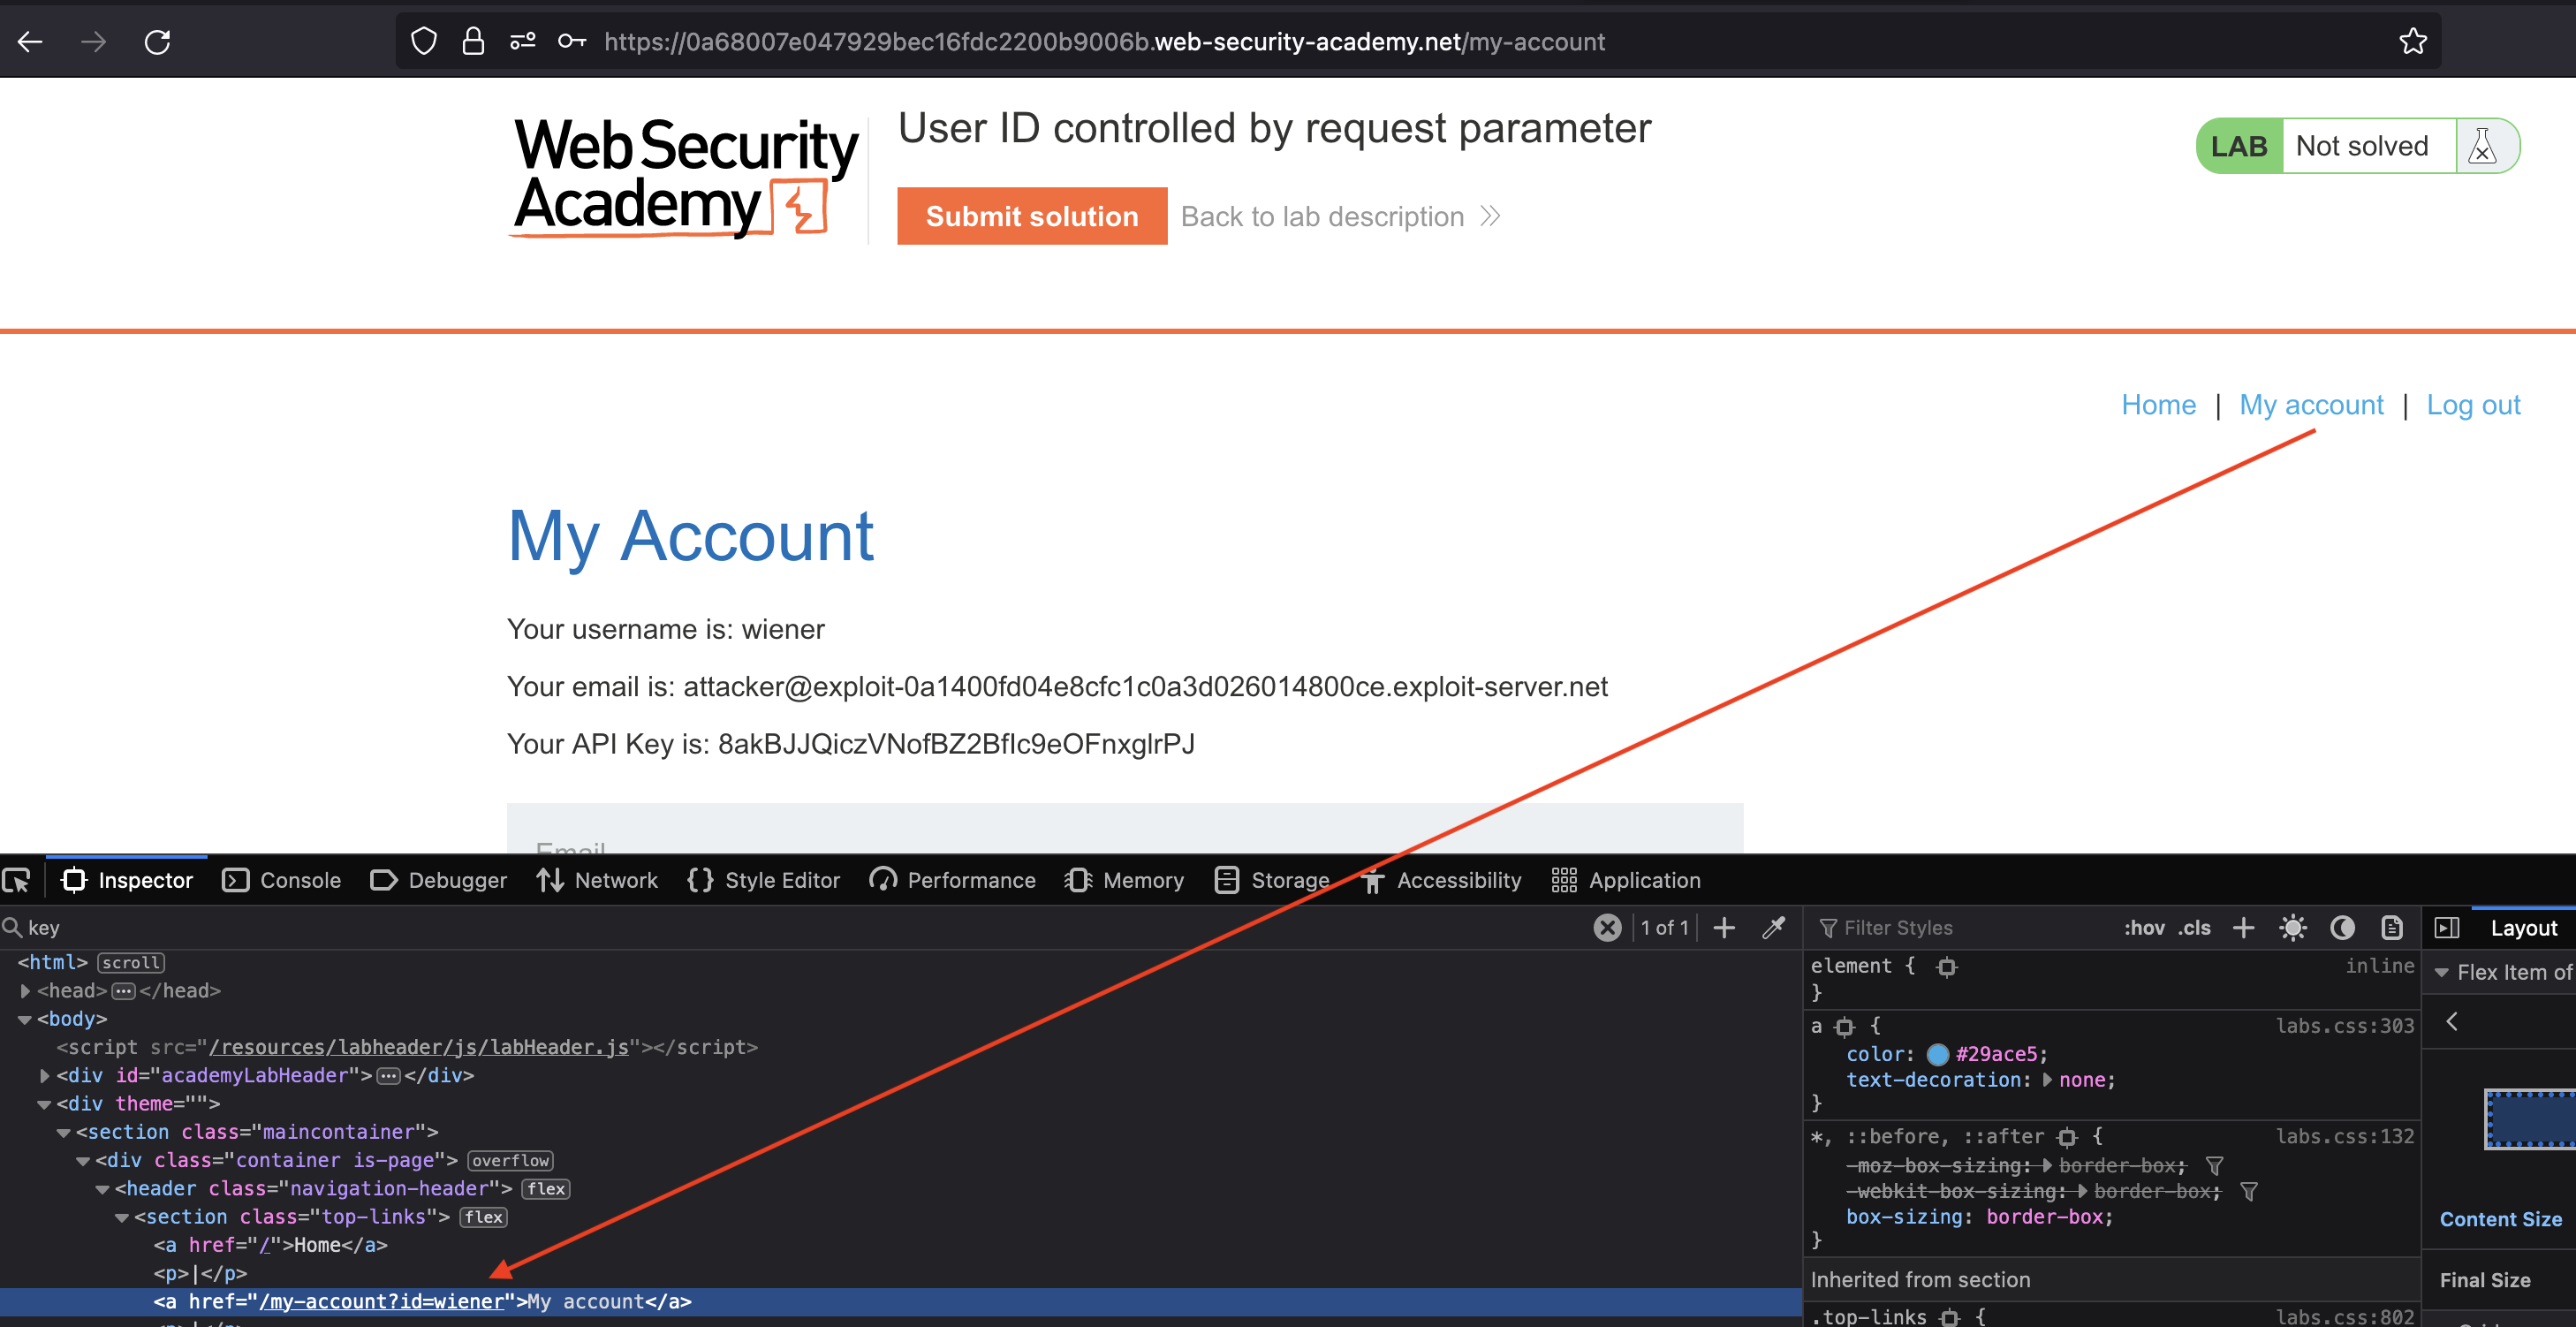 https://0a68007e047929bec16fdc2200b9006b.web-security-academy.net/my-account
Web Security
Academy
User ID controlled by request parameter
LAB Not solved
Submit solution Back to lab description
Home | My account | Log out
My Account
Your username is: wiener
Your email is: attacker@exploit-0a1400fd04e8cfc1c0a3d026014800ce.exploit-server.net
Your API Key is: 8akBJJQiczVNofBZ2BfIc9eOFnxglrPJ
Email
Inspector Console Debugger Network Style Editor Performance Memory Storage Accessibility Application
key 1 of 1
<html> scroll
<head> ··· </head>
<body>
<script src="/resources/labheader/js/labHeader.js"></script>
<div id="academyLabHeader"> ··· </div>
<div theme="">
<section class="maincontainer">
<div class="container is-page"> overflow
<header class="navigation-header"> flex
<section class="top-links"> flex
<a href="/">Home</a>
<p>|</p>
<a href="/my-account?id=wiener">My account</a>
<p>|</p>
Filter Styles :hov .cls
element { inline
}
a { labs.css:303
color: #29ace5;
text-decoration: none;
}
*, ::before, ::after { labs.css:132
-moz-box-sizing: border-box;
-webkit-box-sizing: border-box;
box-sizing: border-box;
}
Inherited from section
.top-links { labs.css:802
Layout
Flex Item of
Content Size
Final Size